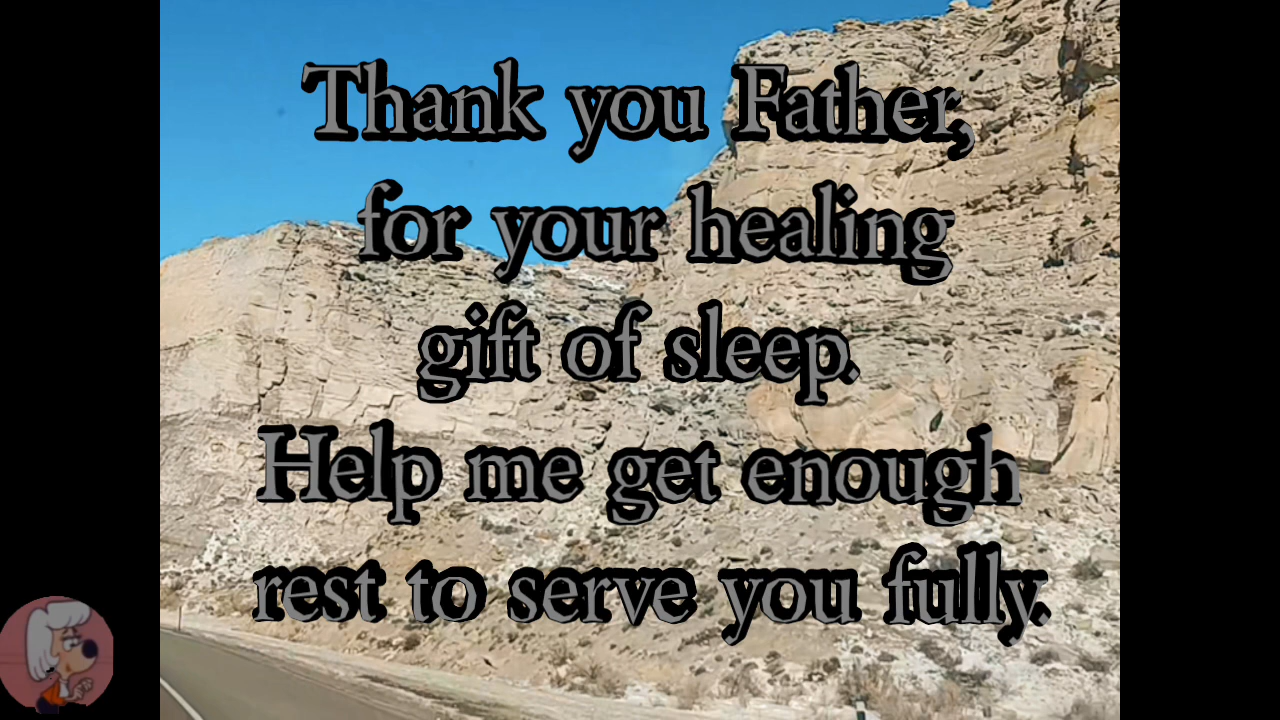 Thank you Father,
for your healing
gift of sleep.
Help me get enough
rest to serve you fully.